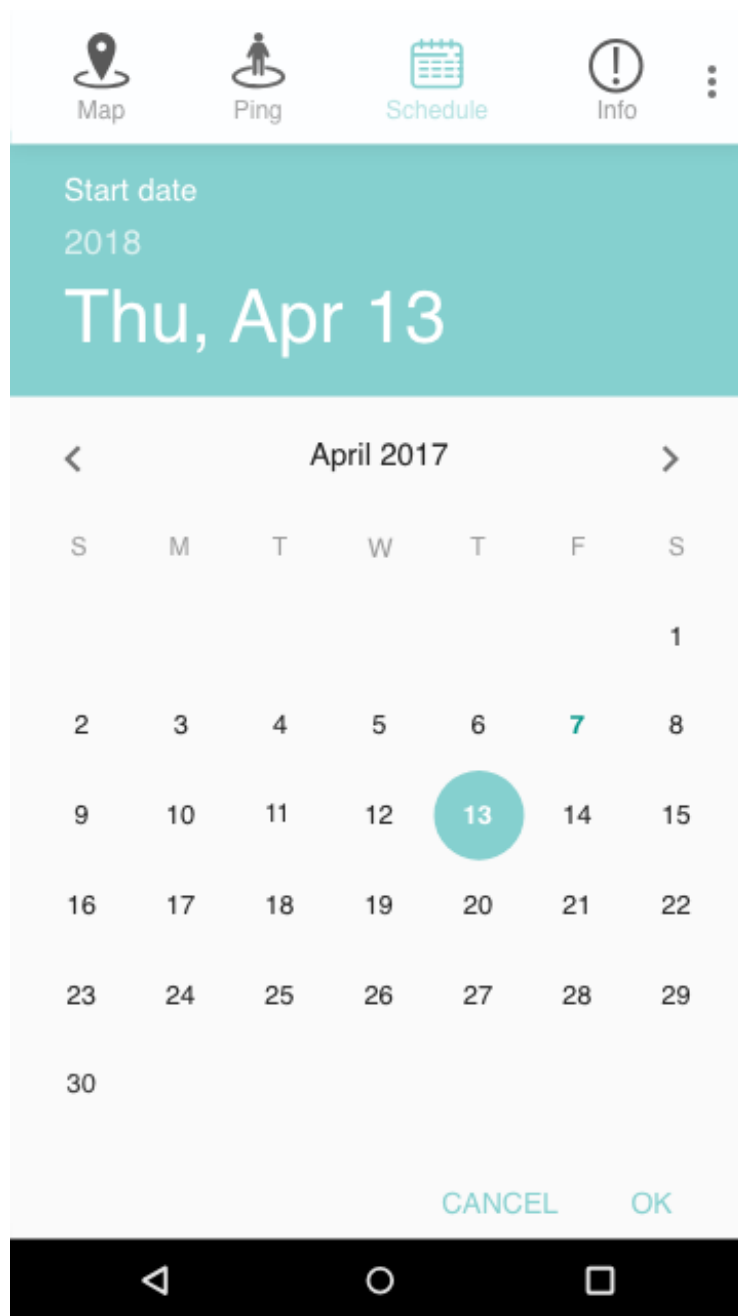 Map Ping Schedule Info
Start date
2018
Thu, Apr 13
April 2017
S M T W T F S
1
2 3 4 5 6 7 8
9 10 11 12 13 14 15
16 17 18 19 20 21 22
23 24 25 26 27 28 29
30
CANCEL OK